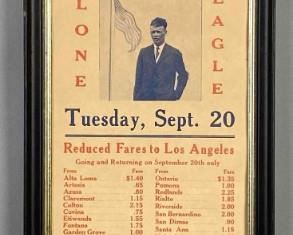 LONE
EAGLE
Tuesday, Sept. 20
Reduced Fares to Los Angeles
Going and Returning on September 20th only
From Fare From Fare
Alta Loma $1.40 Ontario $1.35
Artesia .65 Pomona 1.00
Azusa .80 Redlands 2.25
Claremont 1.15 Rialto 1.85
Colton 2.15 Riverside 2.00
Covina .75 San Bernardino 2.00
Etiwanda 1.55 San Dimas .90
Fontana 1.75 Santa Ana 1.15
Garden Grove 1.00